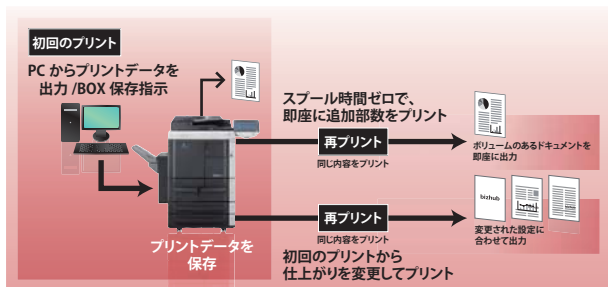 初回のプリント
PC からプリントデータを
出力 /BOX 保存指示
プリントデータを
保存
スプール時間ゼロで、
即座に追加部数をプリント
再プリント
同じ内容をプリント
ボリュームのあるドキュメントを
即座に出力
再プリント
同じ内容をプリント
初回のプリントから
仕上がりを変更してプリント
bizhub
変更された設定に
合わせて出力